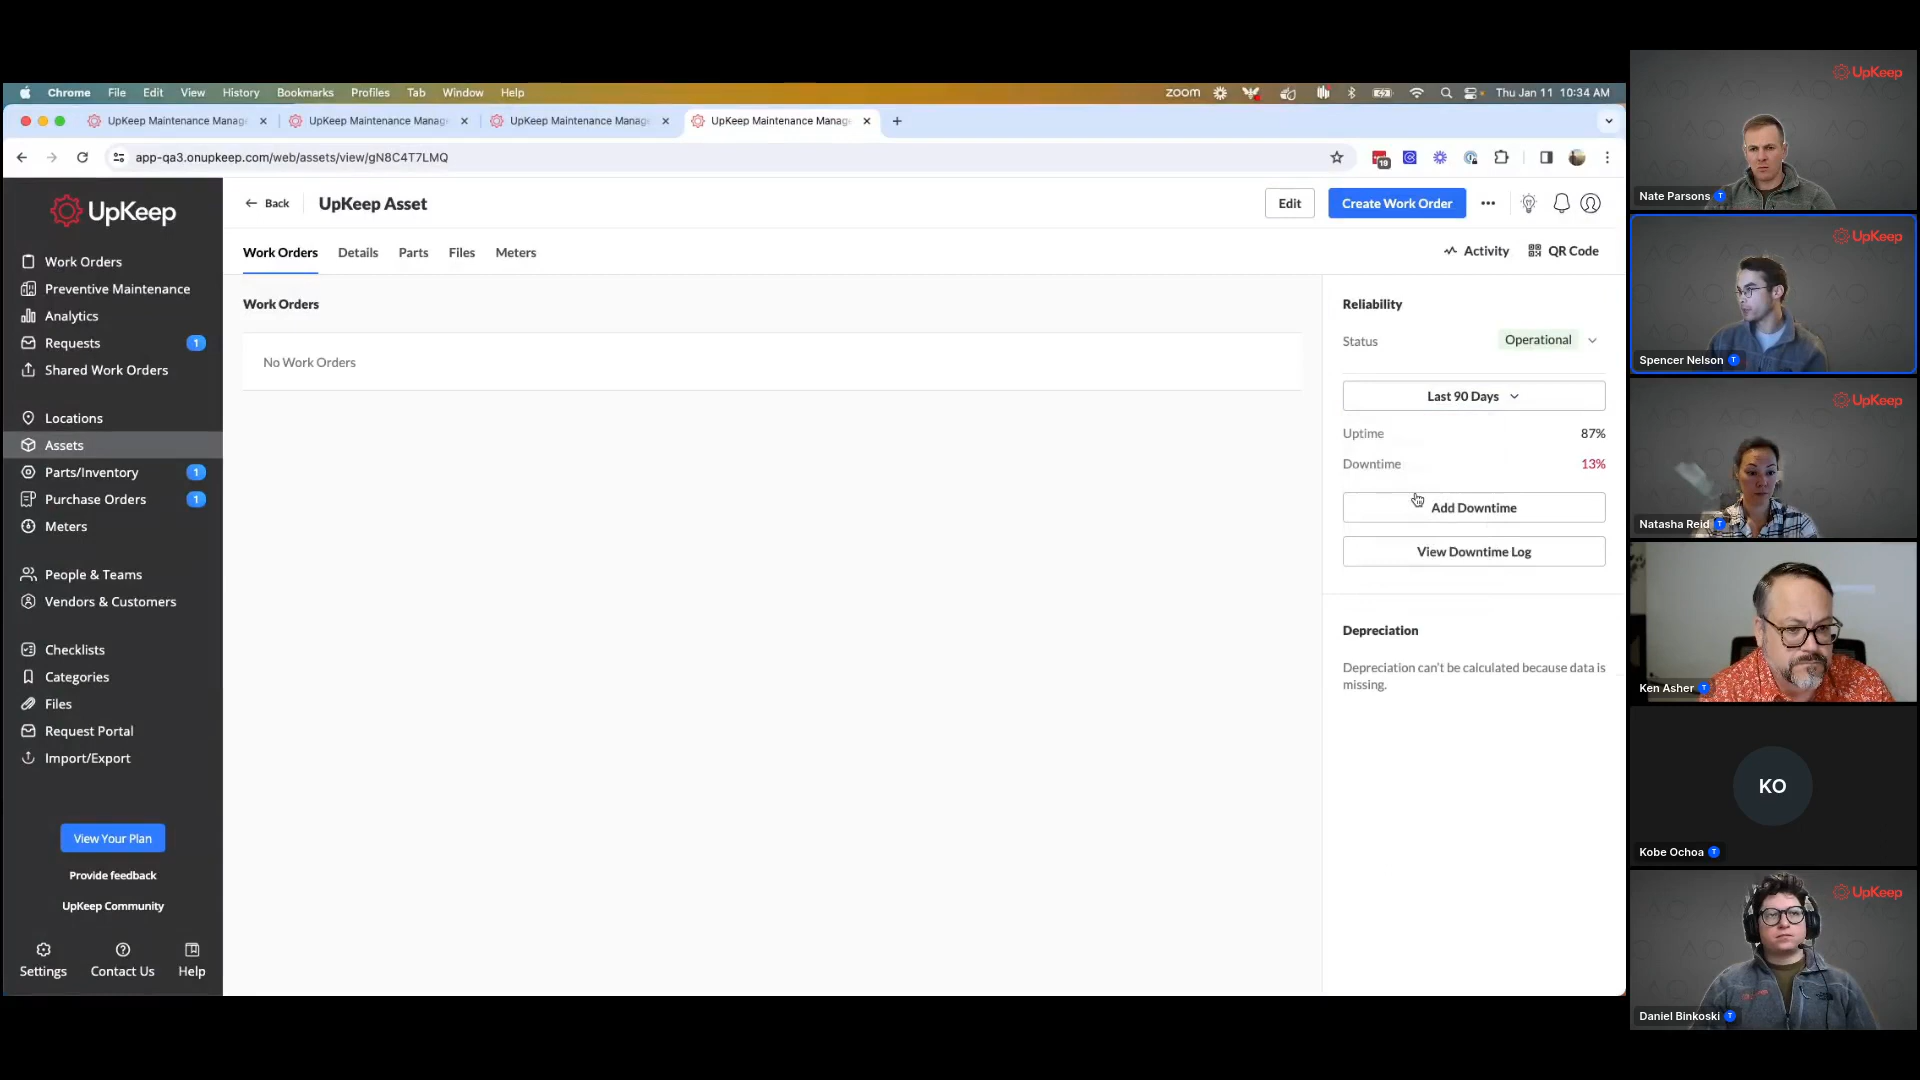 Chrome File Edit View History Bookmarks Profiles Tab Window Help
zoom Thu Jan 11 10:34 AM
UpKeep Maintenance Manag UpKeep Maintenance Manag UpKeep Maintenance Manag UpKeep Maintenance Manag
app-qa3.onupkeep.com/web/assets/view/gN8C4T7LMQ
19
UpKeep
Work Orders
Preventive Maintenance
Analytics
Requests 1
Shared Work Orders
Locations
Assets
Parts/Inventory 1
Purchase Orders 1
Meters
People & Teams
Vendors & Customers
Checklists
Categories
Files
Request Portal
Import/Export
View Your Plan
Provide feedback
UpKeep Community
Settings Contact Us Help
Back UpKeep Asset
Edit Create Work Order
Work Orders Details Parts Files Meters
Activity QR Code
Work Orders
No Work Orders
Reliability
Status Operational
Last 90 Days
Uptime 87%
Downtime 13%
Add Downtime
View Downtime Log
Depreciation
Depreciation can't be calculated because data is
missing.
UpKeep
Nate Parsons T
UpKeep
Spencer Nelson T
UpKeep
Natasha Reid T
Ken Asher T
KO
Kobe Ochoa T
UpKeep
Daniel Binkoski T